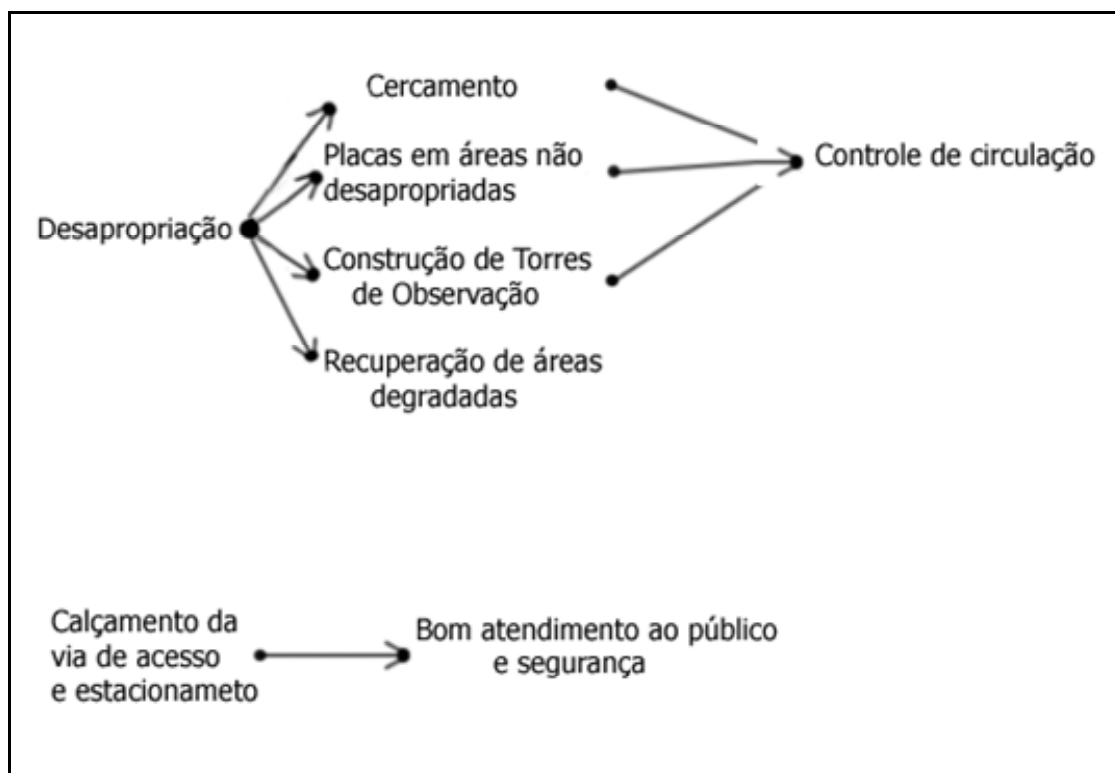 Cercamento
Placas em áreas não
desapropriadas
Controle de circulação
Desapropriação
Construção de Torres
de Observação
Recuperação de áreas
degradadas
Calçamento da
via de acesso
e estacionameto
Bom atendimento ao público
e segurança